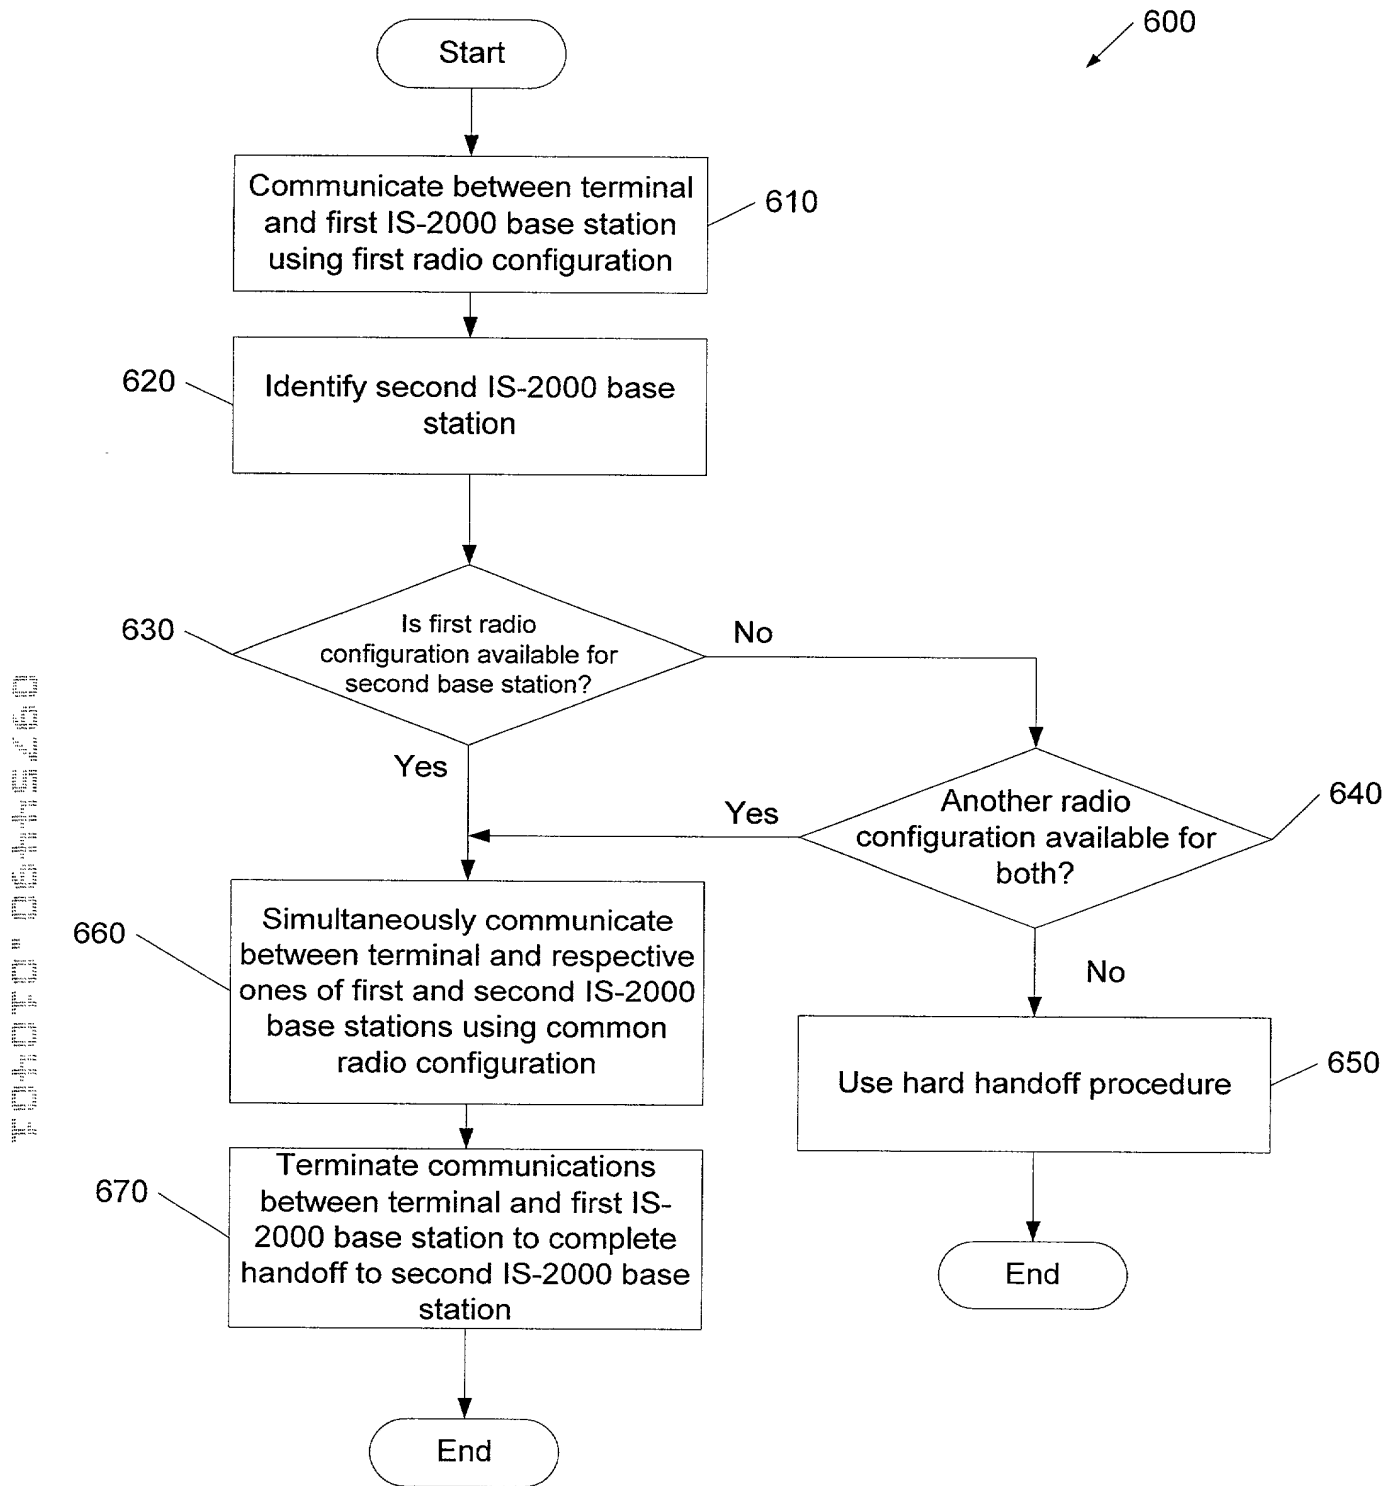 600
Start
Communicate between terminal
and first IS-2000 base station
using first radio configuration
610
620
Identify second IS-2000 base
station
630
Is first radio
configuration available for
second base station?
No
Yes
Yes
Another radio
configuration available for
both?
640
No
660
Simultaneously communicate
between terminal and respective
ones of first and second IS-2000
base stations using common
radio configuration
Use hard handoff procedure
650
670
Terminate communications
between terminal and first IS-
2000 base station to complete
handoff to second IS-2000 base
station
End
End